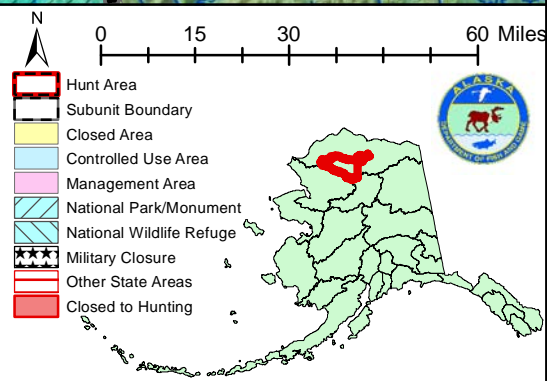 N
0 30 60 Miles
Hunt Area
Subunit Boundary
Closed Area
Controlled Use Area
Management Area
National Park/Monument
National Wildlife Refuge
Military Closure
Other State Areas
Closed to Hunting
ALASKA
DEPARTMENT OF FISH AND GAME